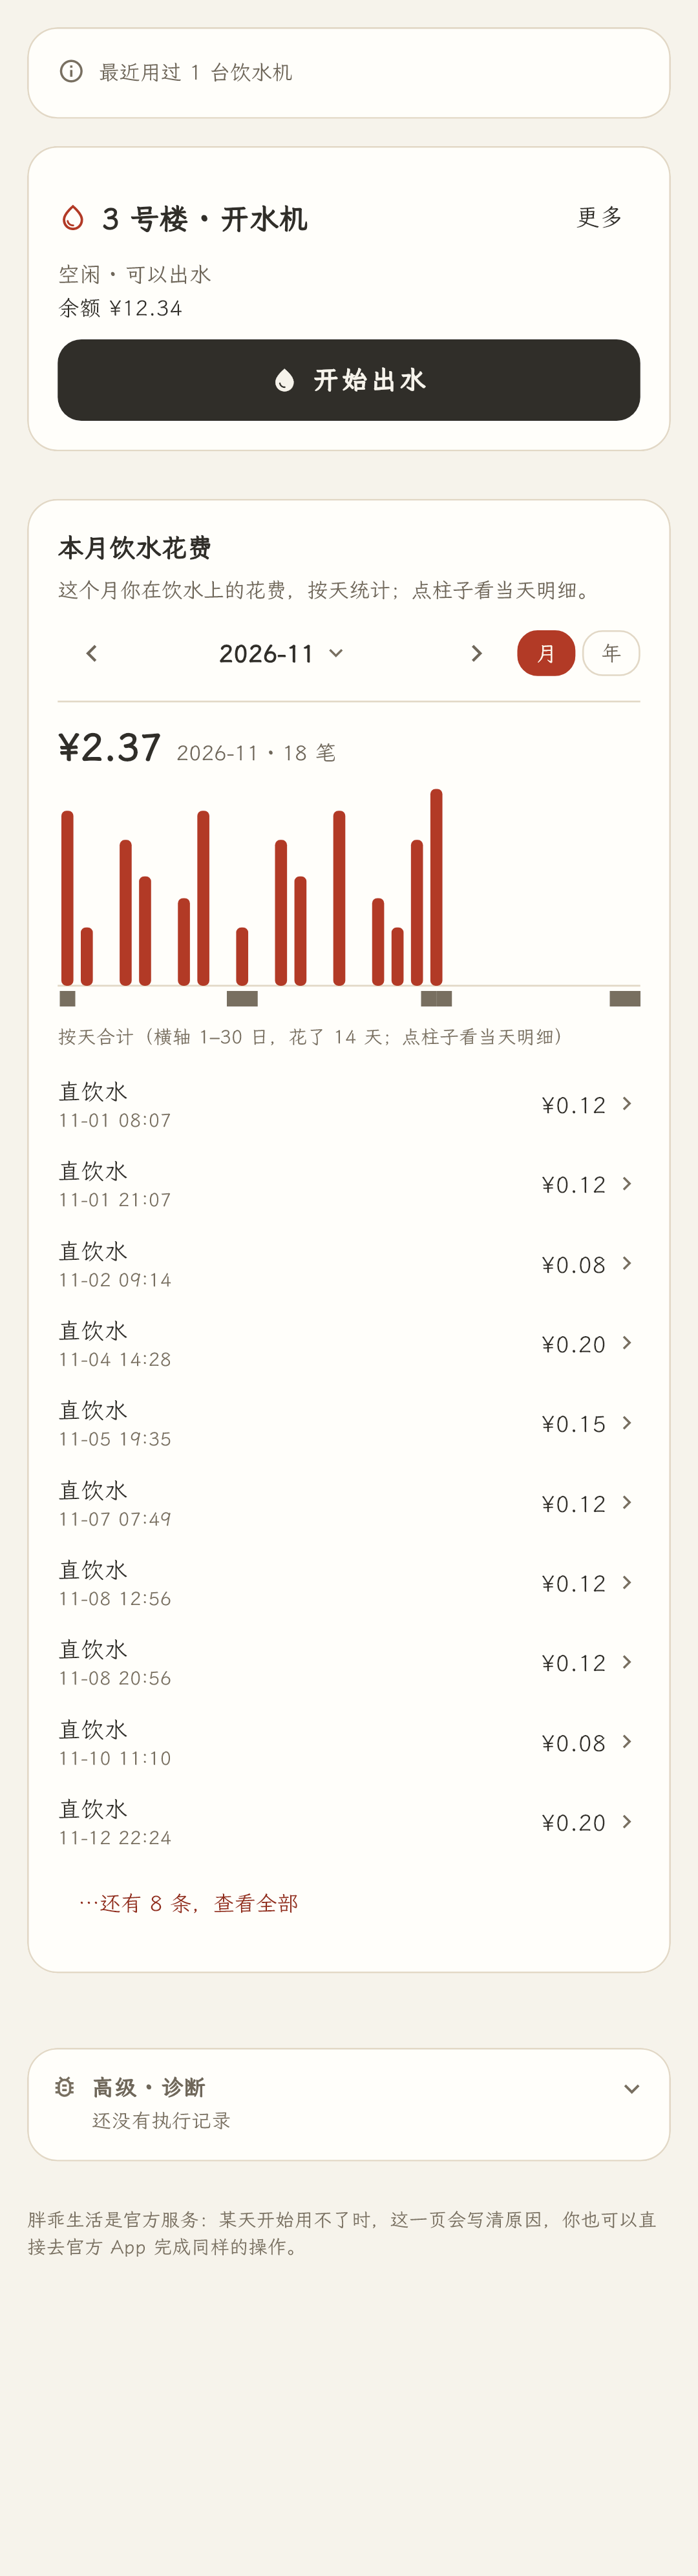 最近用过 1 台饮水机
3 号楼·开水机
更多
空闲·可以出水
余额 ¥12.34
开始出水
本月饮水花费
这个月你在饮水上的花费，按天统计；点柱子看当天明细。
2026-11
月
年
¥2.37 2026-11·18 笔
按天合计（横轴 1–30 日，花了 14 天；点柱子看当天明细）
直饮水
11-01 08:07
¥0.12
直饮水
11-01 21:07
¥0.12
直饮水
11-02 09:14
¥0.08
直饮水
11-04 14:28
¥0.20
直饮水
11-05 19:35
¥0.15
直饮水
11-07 07:49
¥0.12
直饮水
11-08 12:56
¥0.12
直饮水
11-08 20:56
¥0.12
直饮水
11-10 11:10
¥0.08
直饮水
11-12 22:24
¥0.20
…还有 8 条，查看全部
高级·诊断
还没有执行记录
胖乖生活是官方服务：某天开始用不了时，这一页会写清原因，你也可以直
接去官方 App 完成同样的操作。